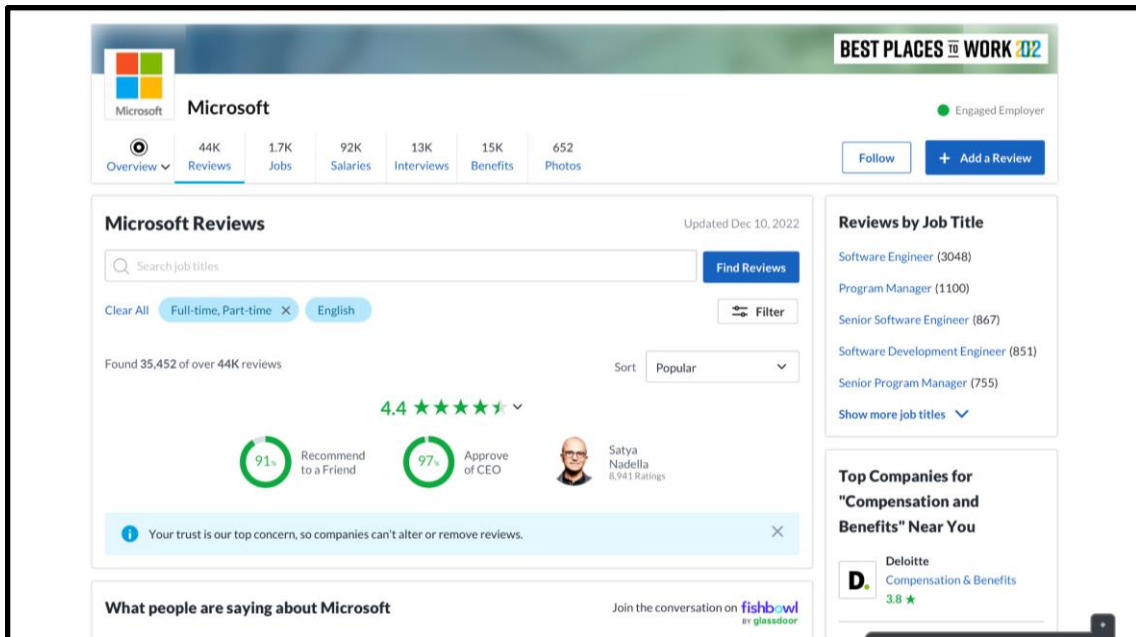 BEST PLACES TO WORK 202
Microsoft
Microsoft
Engaged Employer
Overview
44K
Reviews
1.7K
Jobs
92K
Salaries
13K
Interviews
15K
Benefits
652
Photos
Follow
+ Add a Review
Microsoft Reviews
Updated Dec 10, 2022
Search job titles
Find Reviews
Clear All
Full-time, Part-time ×
English
Filter
Found 35,452 of over 44K reviews
Sort
Popular
4.4 ★★★★★
91%
Recommend
to a Friend
97%
Approve
of CEO
Satya
Nadella
8,941 Ratings
Your trust is our top concern, so companies can't alter or remove reviews.
What people are saying about Microsoft
Join the conversation on fishbowl
BY glassdoor
Reviews by Job Title
Software Engineer (3048)
Program Manager (1100)
Senior Software Engineer (867)
Software Development Engineer (851)
Senior Program Manager (755)
Show more job titles
Top Companies for
"Compensation and
Benefits" Near You
D.
Deloitte
Compensation & Benefits
3.8 ★